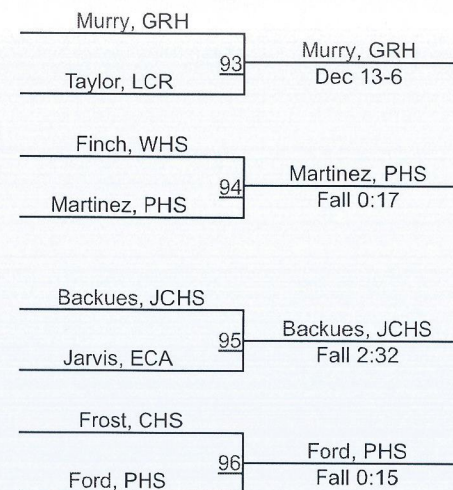 Murry, GRH
93
Murry, GRH
Dec 13-6
Taylor, LCR
Finch, WHS
94
Martinez, PHS
Fall 0:17
Martinez, PHS
Backues, JCHS
95
Backues, JCHS
Fall 2:32
Jarvis, ECA
Frost, CHS
96
Ford, PHS
Fall 0:15
Ford, PHS